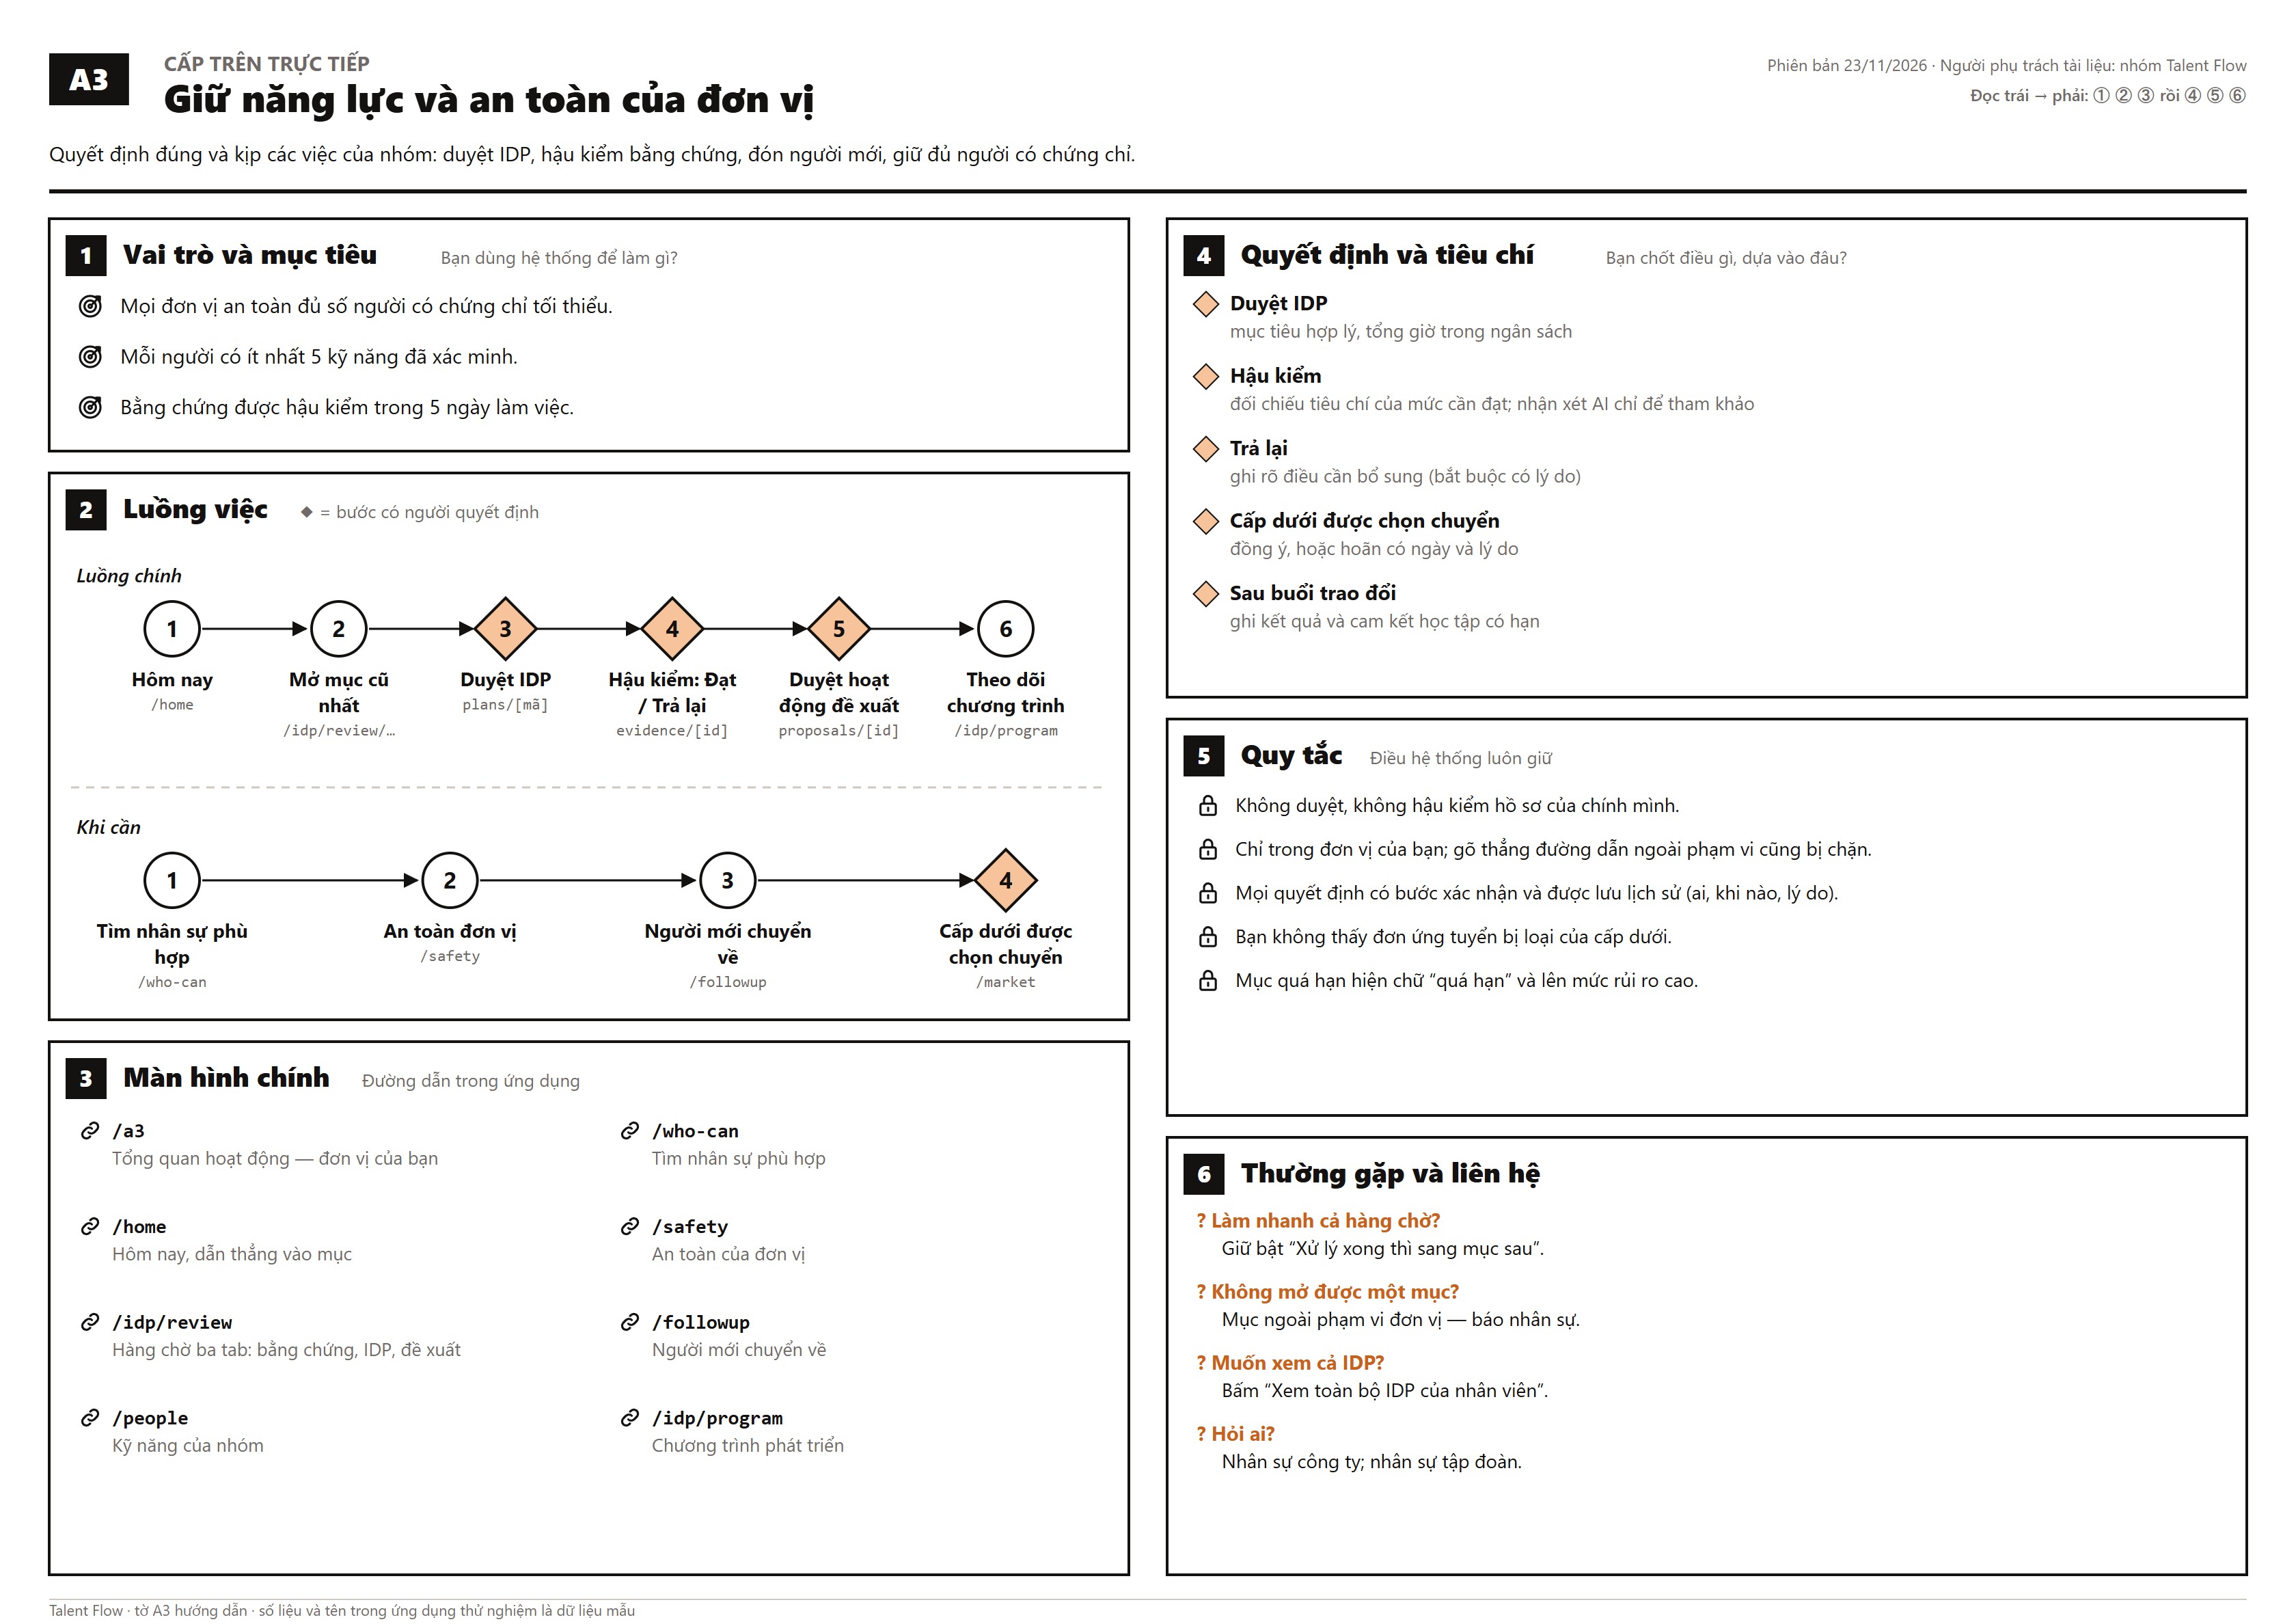 A3
CẤP TRÊN TRỰC TIẾP
Giữ năng lực và an toàn của đơn vị
Phiên bản 23/11/2026 · Người phụ trách tài liệu: nhóm Talent Flow
Đọc trái → phải: ① ② ③ rồi ④ ⑤ ⑥
Quyết định đúng và kịp các việc của nhóm: duyệt IDP, hậu kiểm bằng chứng, đón người mới, giữ đủ người có chứng chỉ.
1 Vai trò và mục tiêu Bạn dùng hệ thống để làm gì?
Mọi đơn vị an toàn đủ số người có chứng chỉ tối thiểu.
Mỗi người có ít nhất 5 kỹ năng đã xác minh.
Bằng chứng được hậu kiểm trong 5 ngày làm việc.
2 Luồng việc ◆ = bước có người quyết định
Luồng chính
1 2 3 4 5 6
Hôm nay Mở mục cũ Duyệt IDP Hậu kiểm: Đạt Duyệt hoạt Theo dõi
/home nhất plans/[mã] / Trả lại động đề xuất chương trình
/idp/review/… evidence/[id] proposals/[id] /idp/program
Khi cần
1 2 3 4
Tìm nhân sự phù An toàn đơn vị Người mới chuyển Cấp dưới được
hợp /safety về chọn chuyển
/who-can /followup /market
3 Màn hình chính Đường dẫn trong ứng dụng
/a3 /who-can
Tổng quan hoạt động — đơn vị của bạn Tìm nhân sự phù hợp
/home /safety
Hôm nay, dẫn thẳng vào mục An toàn của đơn vị
/idp/review /followup
Hàng chờ ba tab: bằng chứng, IDP, đề xuất Người mới chuyển về
/people /idp/program
Kỹ năng của nhóm Chương trình phát triển
4 Quyết định và tiêu chí Bạn chốt điều gì, dựa vào đâu?
Duyệt IDP
mục tiêu hợp lý, tổng giờ trong ngân sách
Hậu kiểm
đối chiếu tiêu chí của mức cần đạt; nhận xét AI chỉ để tham khảo
Trả lại
ghi rõ điều cần bổ sung (bắt buộc có lý do)
Cấp dưới được chọn chuyển
đồng ý, hoặc hoãn có ngày và lý do
Sau buổi trao đổi
ghi kết quả và cam kết học tập có hạn
5 Quy tắc Điều hệ thống luôn giữ
Không duyệt, không hậu kiểm hồ sơ của chính mình.
Chỉ trong đơn vị của bạn; gõ thẳng đường dẫn ngoài phạm vi cũng bị chặn.
Mọi quyết định có bước xác nhận và được lưu lịch sử (ai, khi nào, lý do).
Bạn không thấy đơn ứng tuyển bị loại của cấp dưới.
Mục quá hạn hiện chữ “quá hạn” và lên mức rủi ro cao.
6 Thường gặp và liên hệ
? Làm nhanh cả hàng chờ?
Giữ bật “Xử lý xong thì sang mục sau”.
? Không mở được một mục?
Mục ngoài phạm vi đơn vị — báo nhân sự.
? Muốn xem cả IDP?
Bấm “Xem toàn bộ IDP của nhân viên”.
? Hỏi ai?
Nhân sự công ty; nhân sự tập đoàn.
Talent Flow · tờ A3 hướng dẫn · số liệu và tên trong ứng dụng thử nghiệm là dữ liệu mẫu